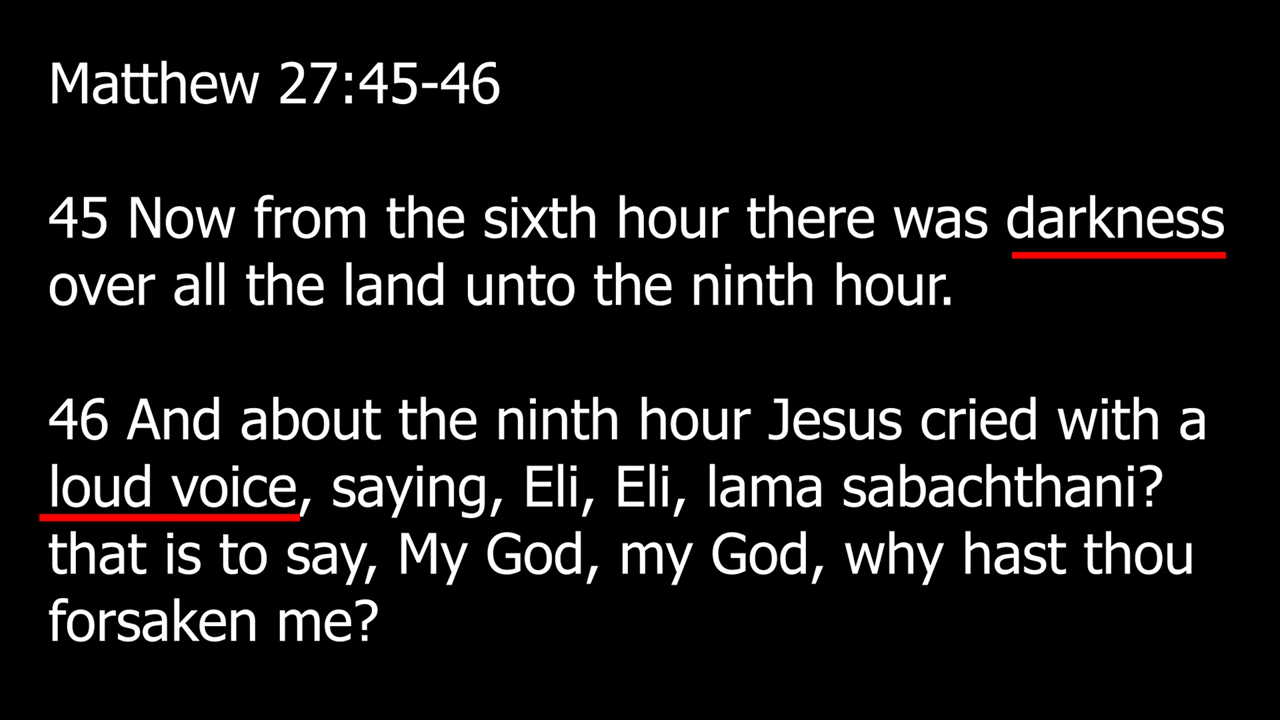 Matthew 27:45-46
45 Now from the sixth hour there was darkness
over all the land unto the ninth hour.
46 And about the ninth hour Jesus cried with a
loud voice, saying, Eli, Eli, lama sabachthani?
that is to say, My God, my God, why hast thou
forsaken me?